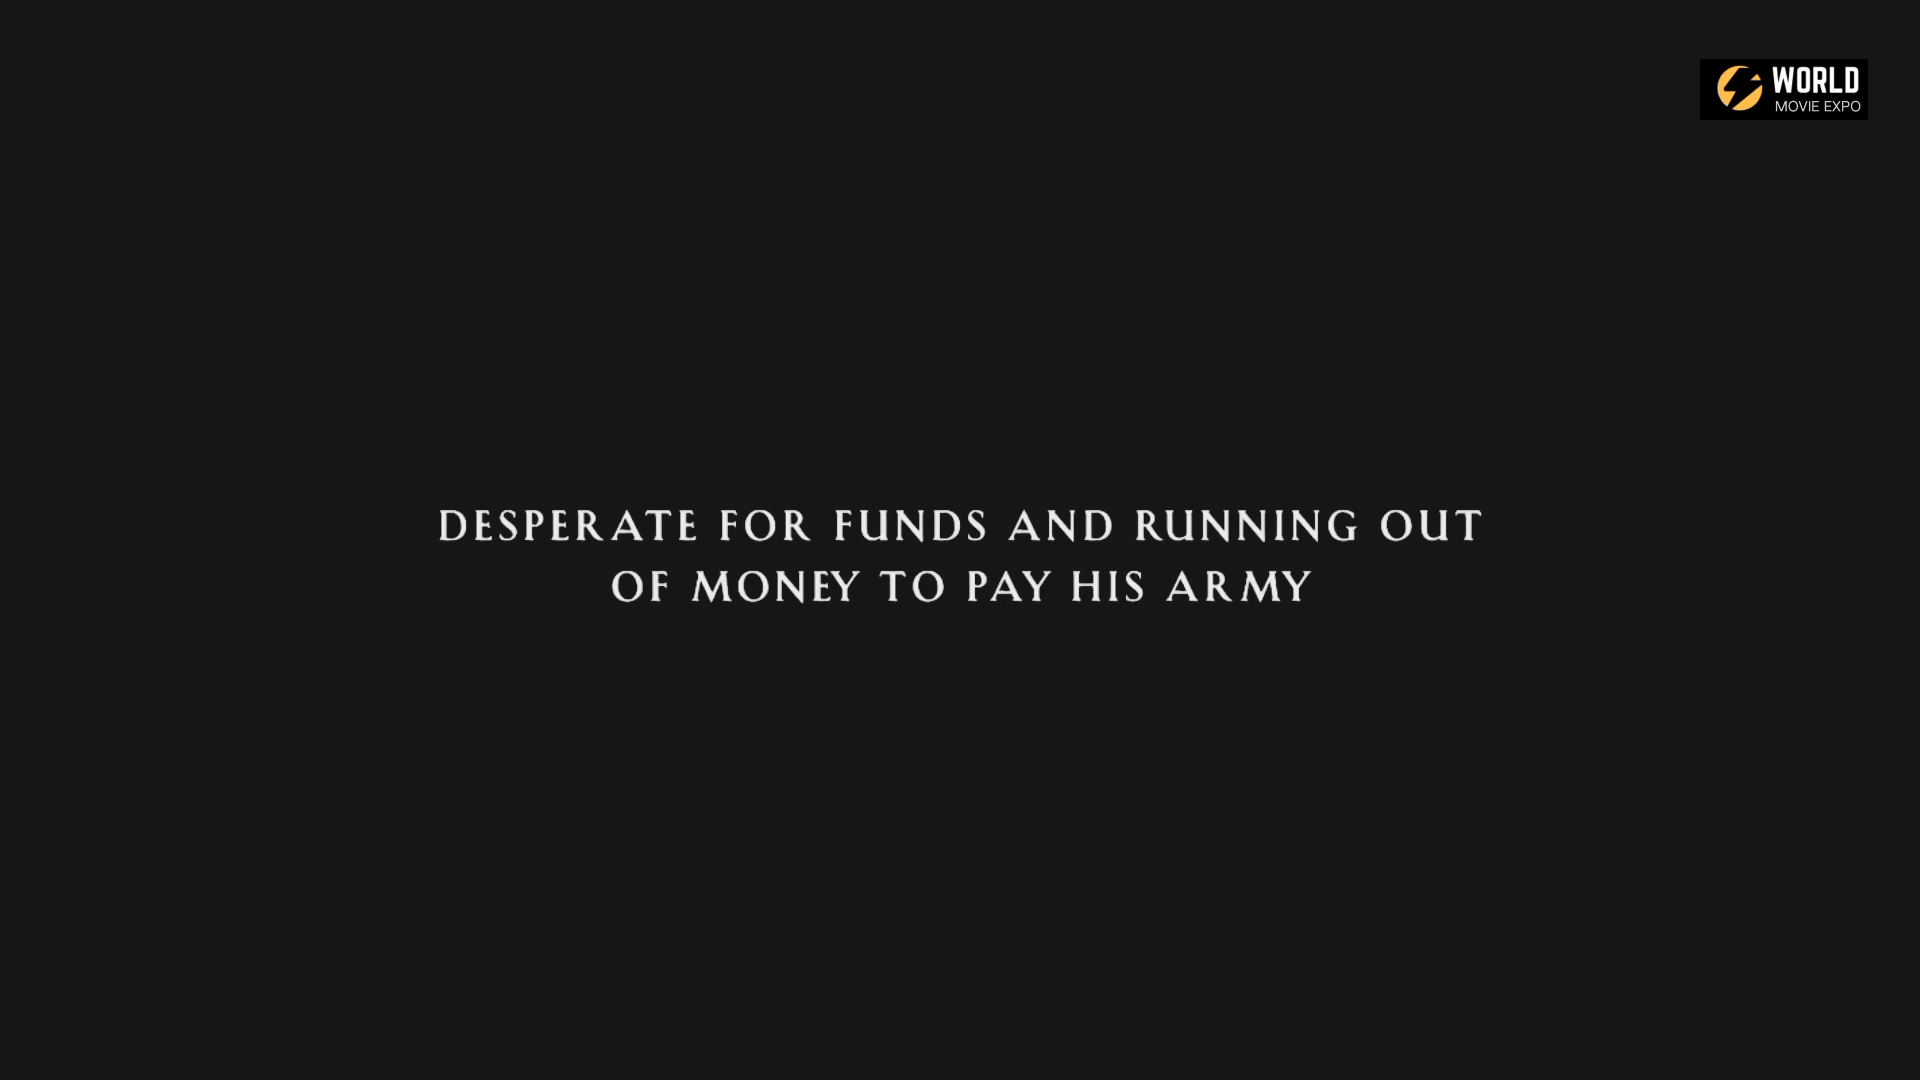 WORLD
MOVIE EXPO
DESPERATE FOR FUNDS AND RUNNING OUT
OF MONEY TO PAY HIS ARMY